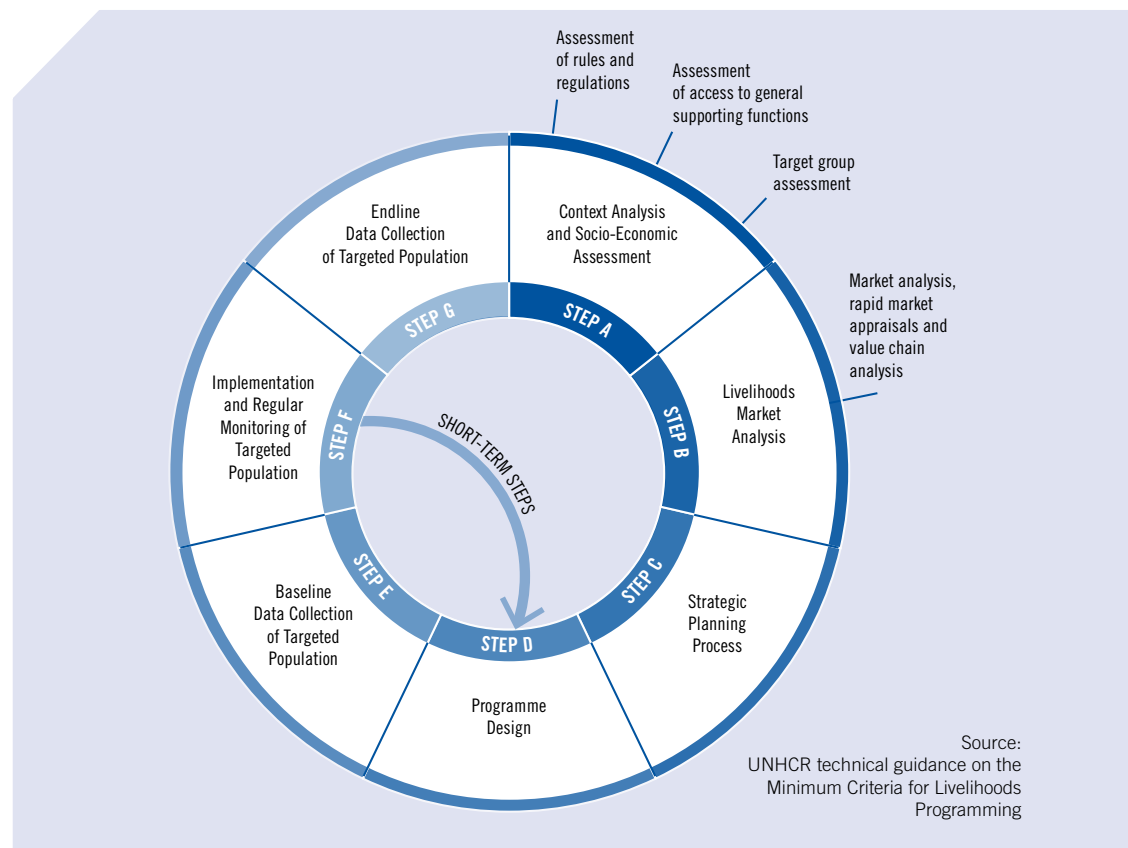 Assessment
of rules and
regulations
Assessment
of access to general
supporting functions
Target group
assessment
Market analysis,
rapid market
appraisals and
value chain
analysis
Context Analysis
and Socio-Economic
Assessment
STEP A
Livelihoods
Market
Analysis
STEP B
Strategic
Planning
Process
STEP C
Programme
Design
STEP D
Baseline
Data Collection
of Targeted
Population
STEP E
Implementation
and Regular
Monitoring of
Targeted
Population
STEP F
Endline
Data Collection
of Targeted Population
STEP G
SHORT-TERM STEPS
Source:
UNHCR technical guidance on the
Minimum Criteria for Livelihoods
Programming